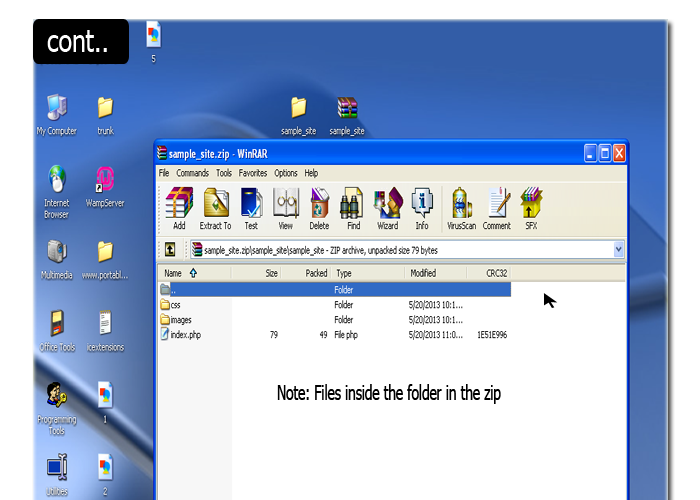 cont..
5
My Computer
trunk
sample_site
sample_site
sample_site.zip - WinRAR
File Commands Tools Favorites Options Help
Internet
Browser
WampServer
Add Extract To Test View Delete Find Wizard Info VirusScan Comment SFX
sample_site.zip\sample_site\sample_site - ZIP archive, unpacked size 79 bytes
Multimedia
www.portabl...
Name Size Packed Type Modified CRC32
.. Folder
css Folder 5/20/2013 10:1...
images Folder 5/20/2013 10:1...
index.php 79 49 File php 5/20/2013 11:0... 1E51E996
Office Tools
icextensions
Note: Files inside the folder in the zip
Programming
Tools
1
Utilities
2